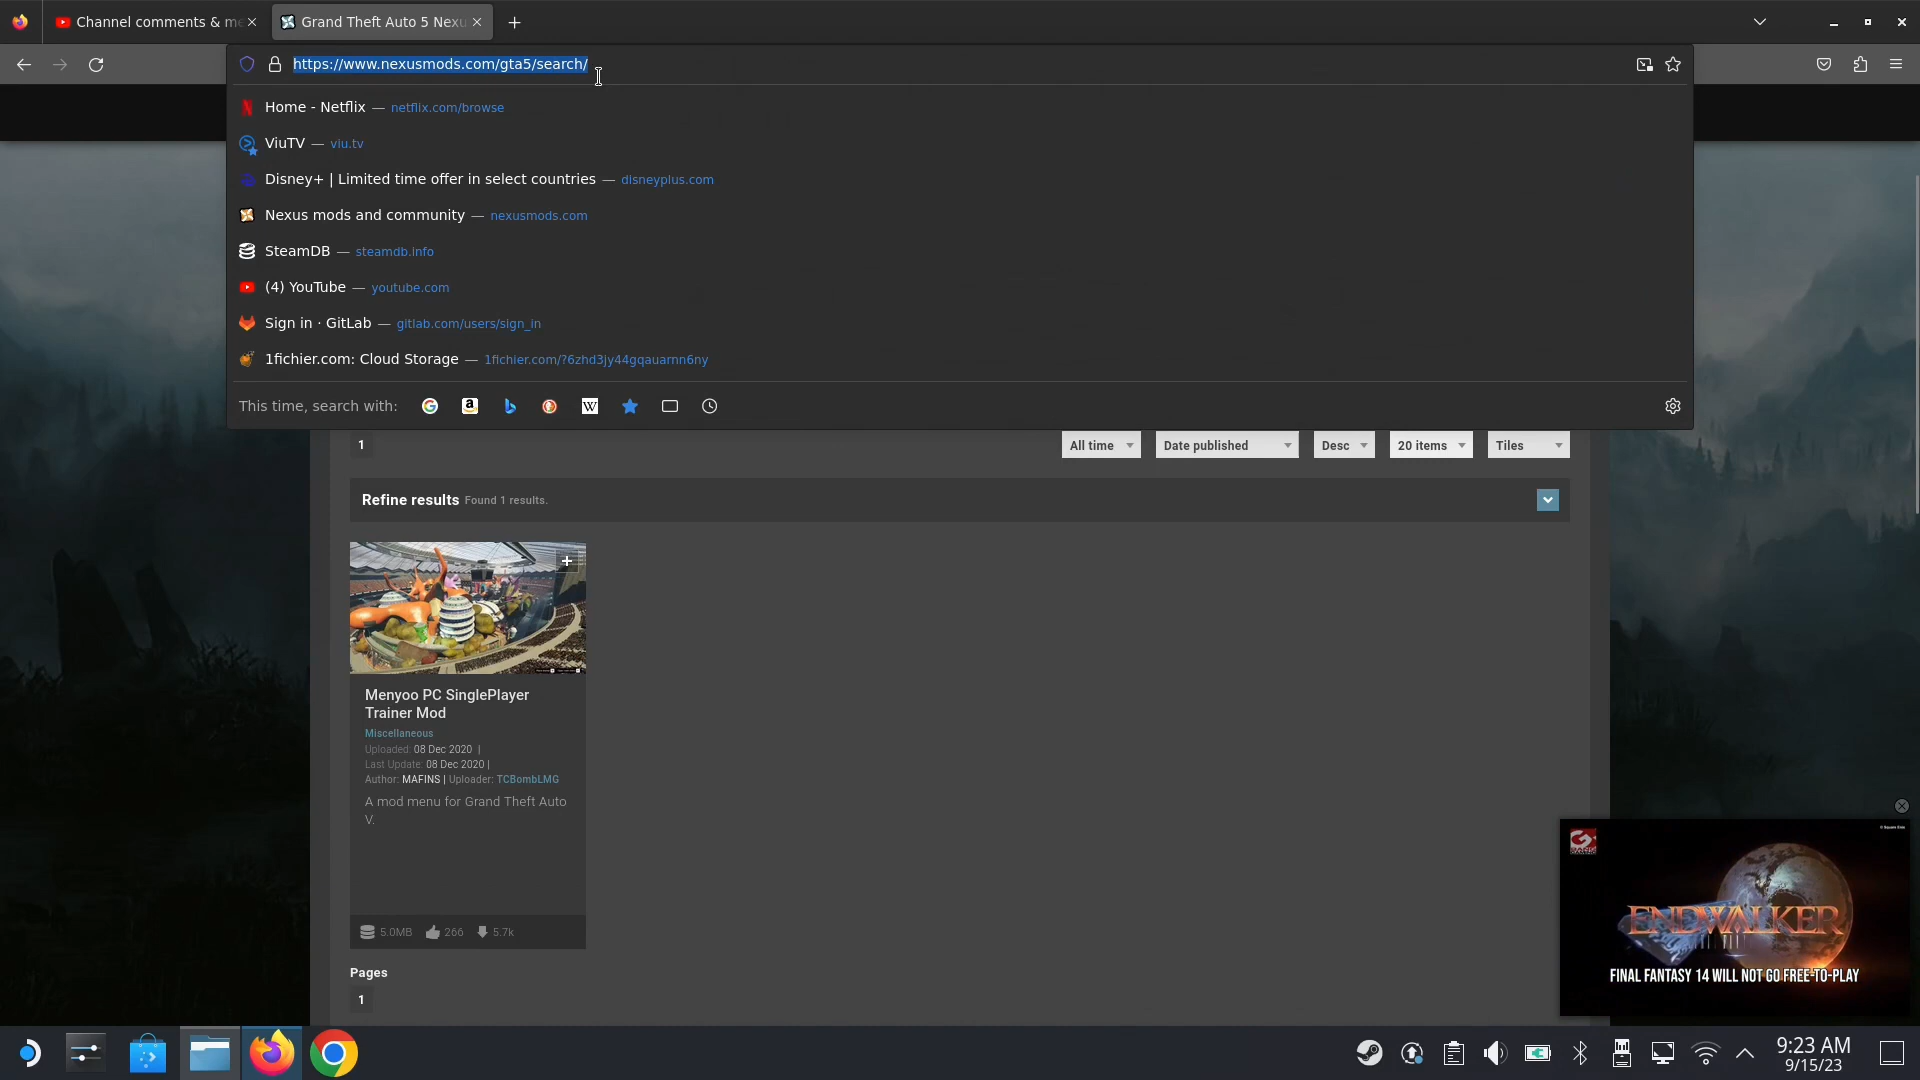 Channel comments & me
Grand Theft Auto 5 Nexu
https://www.nexusmods.com/gta5/search/
Home - Netflix — netflix.com/browse
ViuTV — viu.tv
Disney+ | Limited time offer in select countries — disneyplus.com
Nexus mods and community — nexusmods.com
SteamDB — steamdb.info
(4) YouTube — youtube.com
Sign in · GitLab — gitlab.com/users/sign_in
1fichier.com: Cloud Storage — 1fichier.com/?6zhd3jy44gqauarnn6ny
This time, search with:
1
All time
Date published
Desc
20 items
Tiles
Refine results Found 1 results.
Menyoo PC SinglePlayer
Trainer Mod
Miscellaneous
Uploaded: 08 Dec 2020 |
Last Update: 08 Dec 2020 |
Author: MAFINS | Uploader: TCBombLMG
A mod menu for Grand Theft Auto
V.
5.0MB 266 5.7k
Pages
1
ENDWALKER
FINAL FANTASY 14 WILL NOT GO FREE-TO-PLAY
9:23 AM
9/15/23